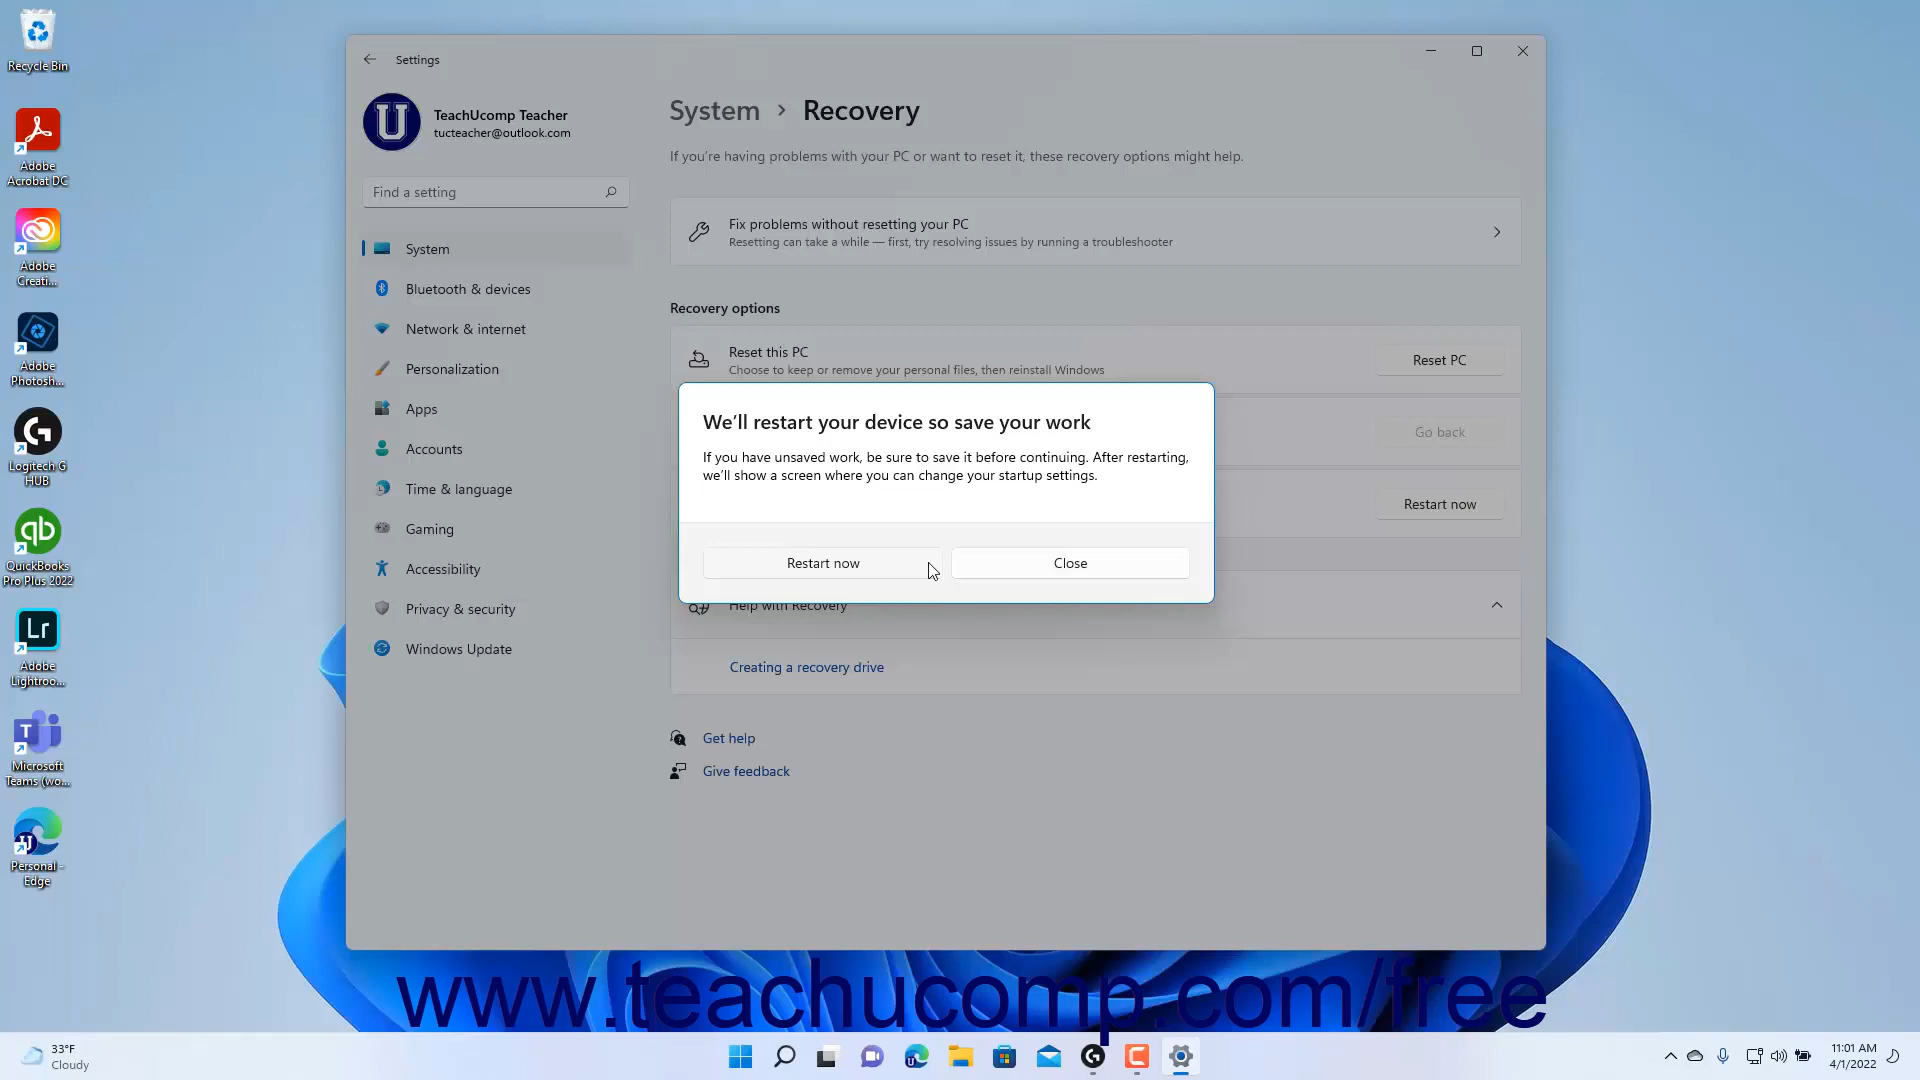 Recycle Bin
Adobe
Acrobat DC
Adobe
Creati...
Adobe
Photosh...
Logitech G
HUB
QuickBooks
Pro Plus 2022
Adobe
Lightroo...
Microsoft
Teams (wo...
Personal -
Edge
Settings
TeachUcomp Teacher
tucteacher@outlook.com
Find a setting
System
Bluetooth & devices
Network & internet
Personalization
Apps
Accounts
Time & language
Gaming
Accessibility
Privacy & security
Windows Update
System > Recovery
If you're having problems with your PC or want to reset it, these recovery options might help.
Fix problems without resetting your PC
Resetting can take a while — first, try resolving issues by running a troubleshooter
Recovery options
Reset this PC
Choose to keep or remove your personal files, then reinstall Windows
Reset PC
Go back
Restart now
We'll restart your device so save your work
If you have unsaved work, be sure to save it before continuing. After restarting,
we'll show a screen where you can change your startup settings.
Restart now
Close
Help with Recovery
Creating a recovery drive
Get help
Give feedback
www.teachucomp.com/free
33°F
Cloudy
11:01 AM
4/1/2022